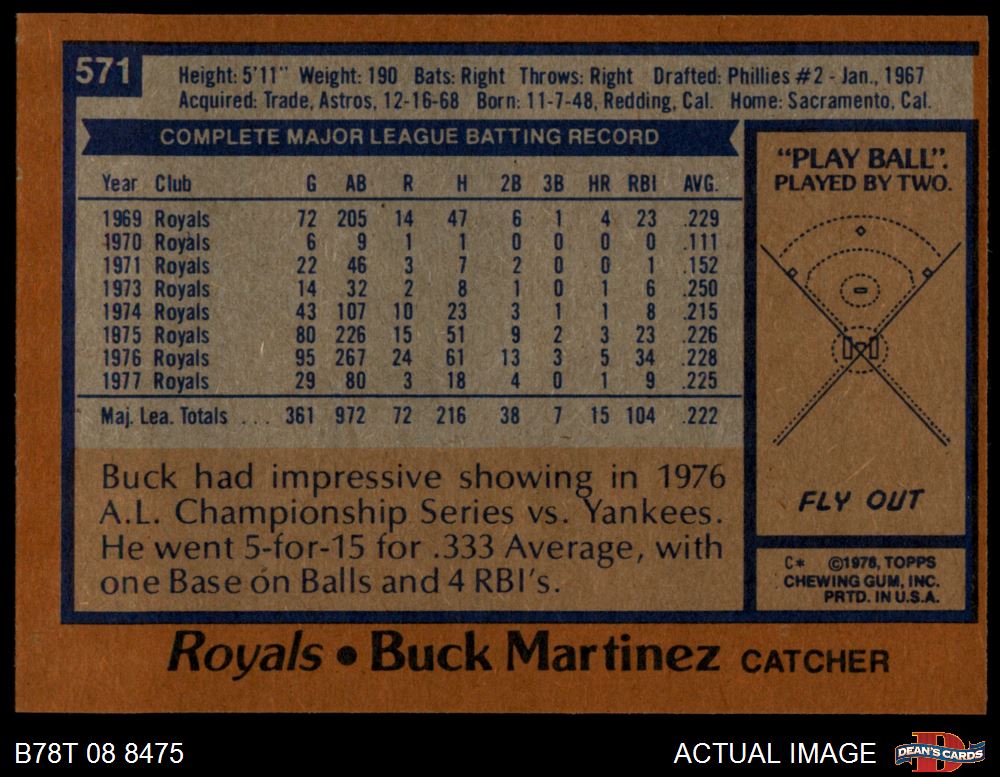 571
Height: 5'11" Weight: 190 Bats: Right Throws: Right Drafted: Phillies #2 - Jan., 1967
Acquired: Trade, Astros, 12-16-68 Born: 11-7-48, Redding, Cal. Home: Sacramento, Cal.
COMPLETE MAJOR LEAGUE BATTING RECORD
Year Club G AB R H 2B 3B HR RBI AVG.
1969 Royals 72 205 14 47 6 1 4 23 .229
1970 Royals 6 9 1 1 0 0 0 0 .111
1971 Royals 22 46 3 7 2 0 0 1 .152
1973 Royals 14 32 2 8 1 0 1 6 .250
1974 Royals 43 107 10 23 3 1 1 8 .215
1975 Royals 80 226 15 51 9 2 3 23 .226
1976 Royals 95 267 24 61 13 3 5 34 .228
1977 Royals 29 80 3 18 4 0 1 9 .225
Maj. Lea. Totals . . . 361 972 72 216 38 7 15 104 .222
Buck had impressive showing in 1976
A.L. Championship Series vs. Yankees.
He went 5-for-15 for .333 Average, with
one Base on Balls and 4 RBI's.
"PLAY BALL".
PLAYED BY TWO.
FLY OUT
C* ©1978, TOPPS
CHEWING GUM, INC.
PRTD. IN U.S.A.
Royals • Buck Martinez CATCHER
B78T 08 8475
ACTUAL IMAGE
D
DEAN'S CARDS